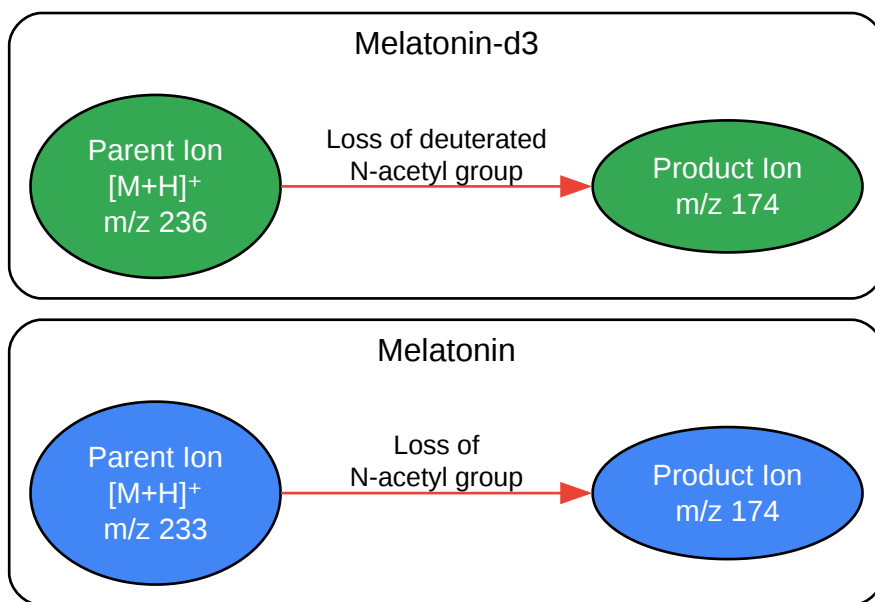 Melatonin-d3
Parent Ion
[M+H]⁺
m/z 236
Loss of deuterated
N-acetyl group
Product Ion
m/z 174
Melatonin
Parent Ion
[M+H]⁺
m/z 233
Loss of
N-acetyl group
Product Ion
m/z 174